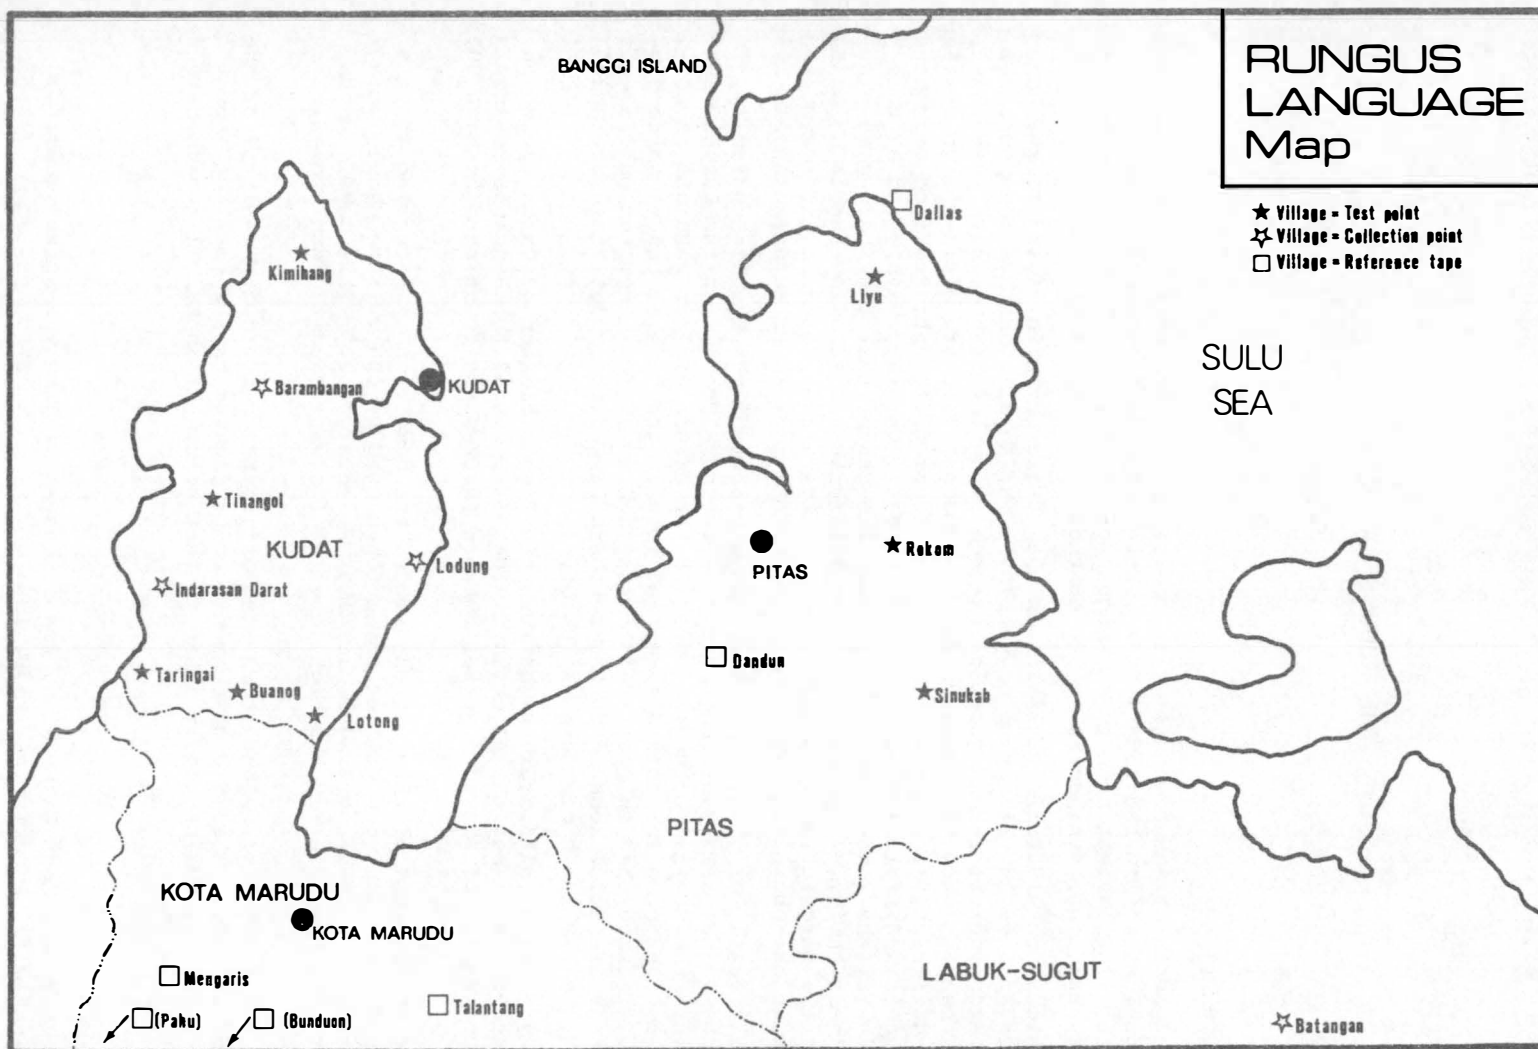 BANGGI ISLAND
RUNGUS
LANGUAGE
Map
★ Village = Test point
☆ Village = Collection point
□ Village = Reference tape
Dallas
Kimihang
Liyu
SULU
SEA
Barambangan
KUDAT
Tinangol
KUDAT
Rokom
Lodung
PITAS
Indarasan Darat
Dandun
Taringai
Buanog
Sinukab
Lotong
PITAS
KOTA MARUDU
KOTA MARUDU
LABUK-SUGUT
Mengaris
Talantang
(Paku)
(Bunduon)
Batangan